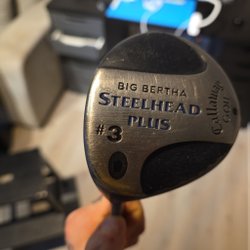 BIG BERTHA
STEELHEAD
PLUS
#3
Callaway
GOLF